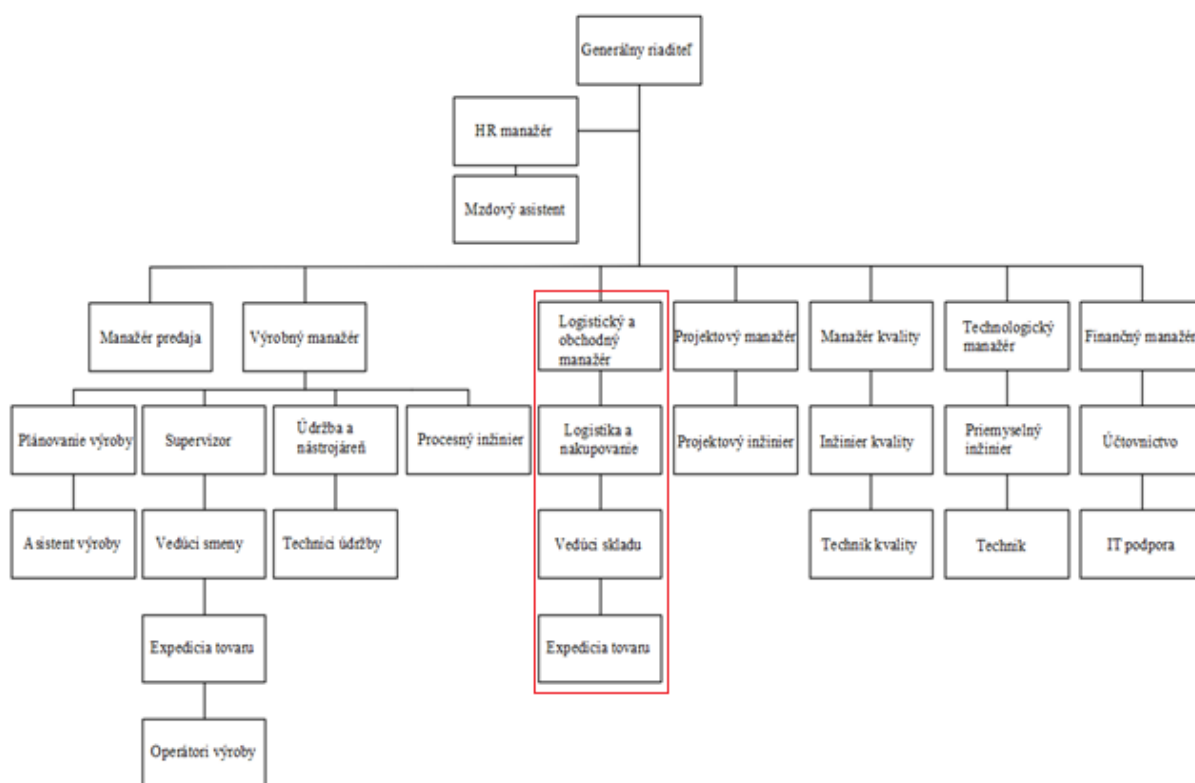 Generálny riaditeľ
HR manažér
Mzdový asistent
Manažér predaja
Výrobný manažér
Logistický a
obchodný
manažér
Projektový manažér
Manažér kvality
Technologický
manažér
Finančný manažér
Plánovanie výroby
Supervízor
Údržba a
nástrojáreň
Procesný inžinier
Logistika a
nakupovanie
Projektový inžinier
Inžinier kvality
Priemyselný
inžinier
Účtovníctvo
Asistent výroby
Vedúci smeny
Technici údržby
Vedúci skladu
Technik kvality
Technik
IT podpora
Expedícia tovaru
Expedícia tovaru
Operátori výroby